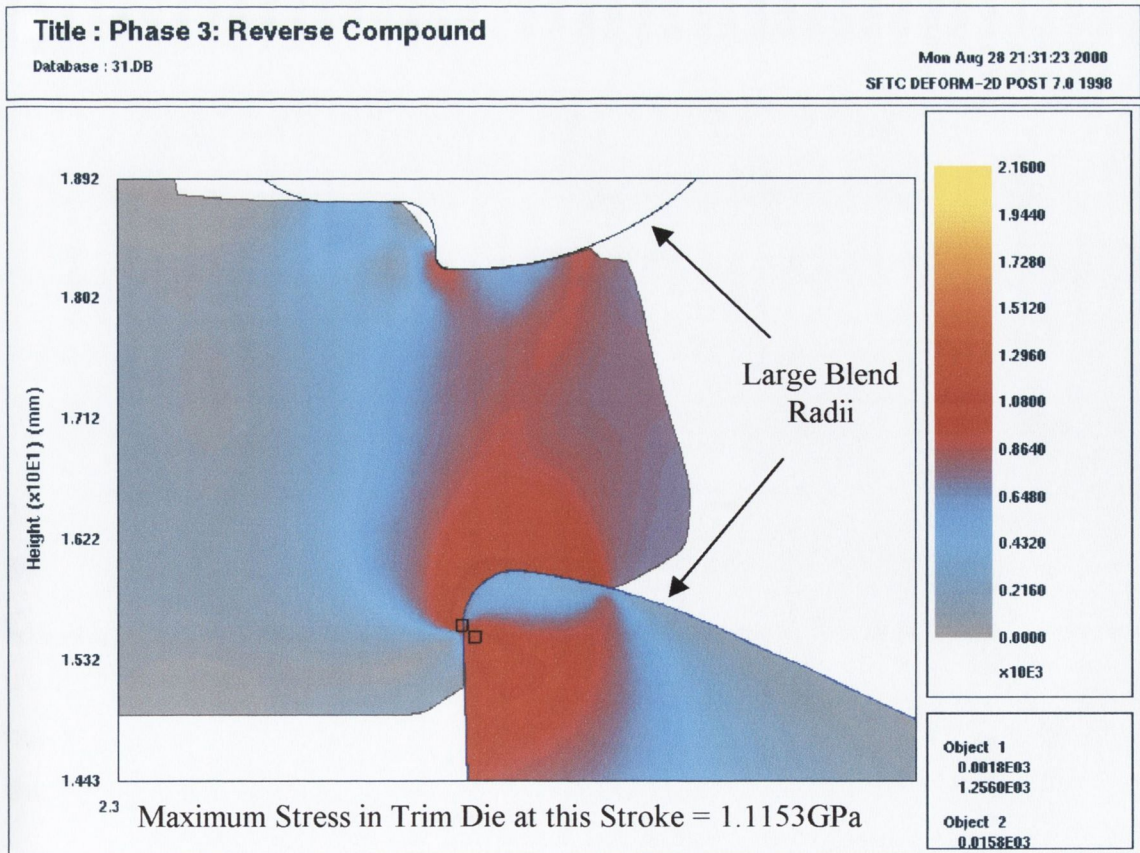 Title : Phase 3: Reverse Compound
Database : 31.DB
Mon Aug 28 21:31:23 2000
SFTC DEFORM-2D POST 7.0 1998
1.892
1.802
1.712
1.622
1.532
1.443
Height (x10E1) (mm)
2.3
Large Blend
Radii
Maximum Stress in Trim Die at this Stroke = 1.1153GPa
2.1600
1.9440
1.7280
1.5120
1.2960
1.0800
0.8640
0.6480
0.4320
0.2160
0.0000
x10E3
Object 1
0.0018E03
1.2560E03
Object 2
0.0158E03